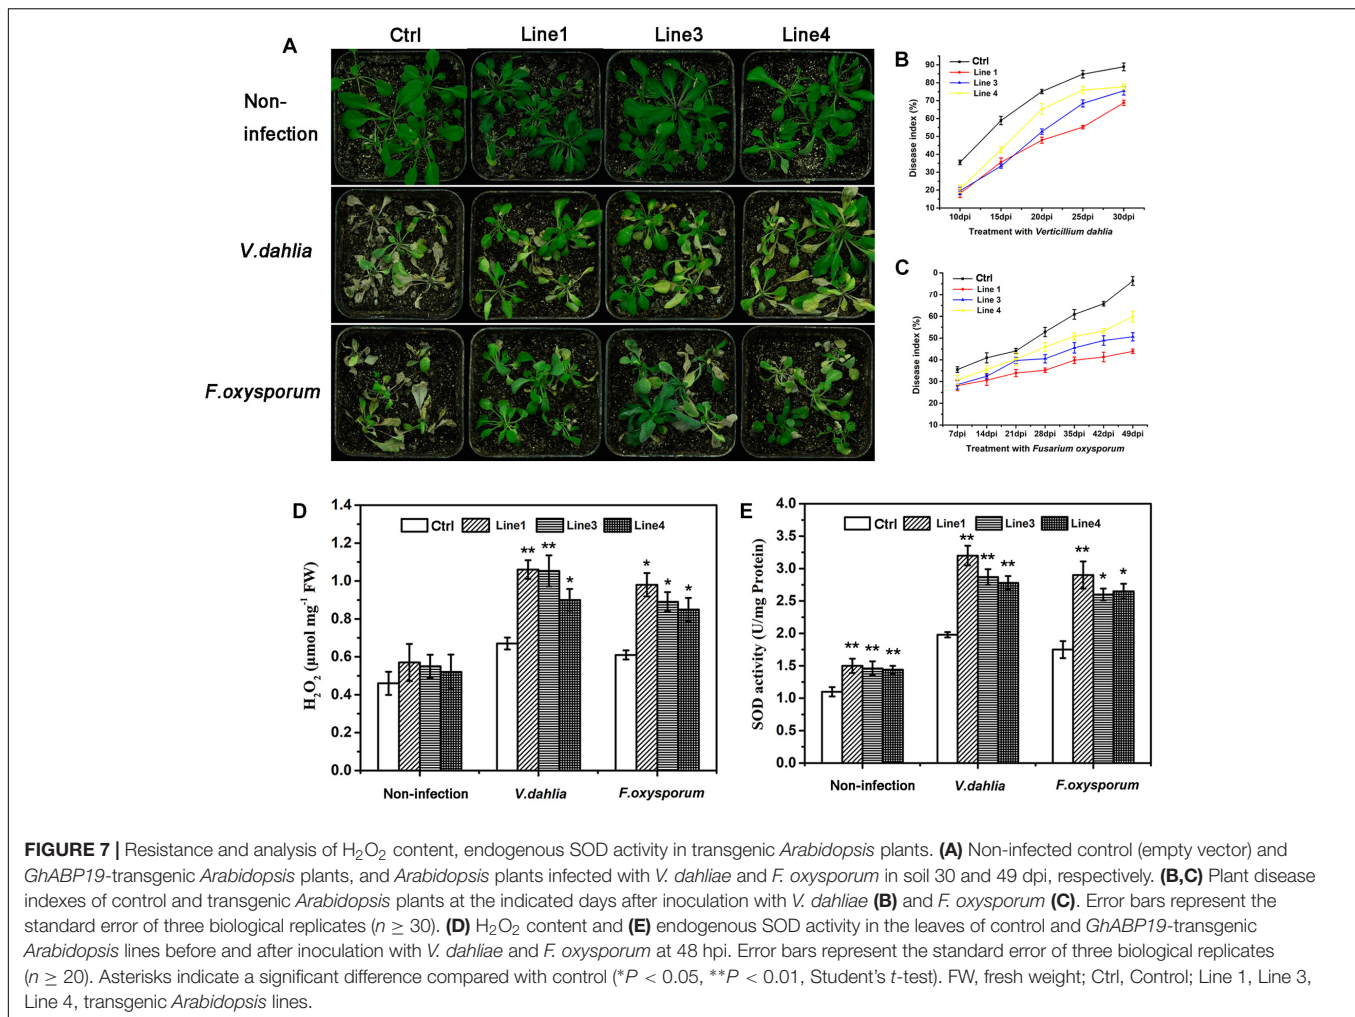 A
Ctrl
Line1
Line3
Line4
Non-
infection
V.dahlia
F.oxysporum
B
Ctrl
Line 1
Line 3
Line 4
Disease index (%)
90
80
70
60
50
40
30
20
10
10dpi 15dpi 20dpi 25dpi 30dpi
Treatment with Verticillium dahlia
C
Ctrl
Line 1
Line 3
Line 4
Disease index (%)
0
60
50
40
30
20
10
7dpi 14dpi 21dpi 28dpi 35dpi 42dpi 49dpi
Treatment with Fusarium oxysporum
D
Ctrl Line1 Line3 Line4
H₂O₂ (μmol mg⁻¹ FW)
1.4
1.2
1.0
0.8
0.6
0.4
0.2
0.0
** ** *
* * *
Non-infection V.dahlia F.oxysporum
E
Ctrl Line1 Line3 Line4
SOD activity (U/mg Protein)
4.0
3.5
3.0
2.5
2.0
1.5
1.0
0.5
0.0
** ** **
** ** **
** * *
Non-infection V.dahlia F.oxysporum
FIGURE 7 | Resistance and analysis of H₂O₂ content, endogenous SOD activity in transgenic Arabidopsis plants. (A) Non-infected control (empty vector) and
GhABP19-transgenic Arabidopsis plants, and Arabidopsis plants infected with V. dahliae and F. oxysporum in soil 30 and 49 dpi, respectively. (B,C) Plant disease
indexes of control and transgenic Arabidopsis plants at the indicated days after inoculation with V. dahliae (B) and F. oxysporum (C). Error bars represent the
standard error of three biological replicates (n ≥ 30). (D) H₂O₂ content and (E) endogenous SOD activity in the leaves of control and GhABP19-transgenic
Arabidopsis lines before and after inoculation with V. dahliae and F. oxysporum at 48 hpi. Error bars represent the standard error of three biological replicates
(n ≥ 20). Asterisks indicate a significant difference compared with control (*P < 0.05, **P < 0.01, Student's t-test). FW, fresh weight; Ctrl, Control; Line 1, Line 3,
Line 4, transgenic Arabidopsis lines.